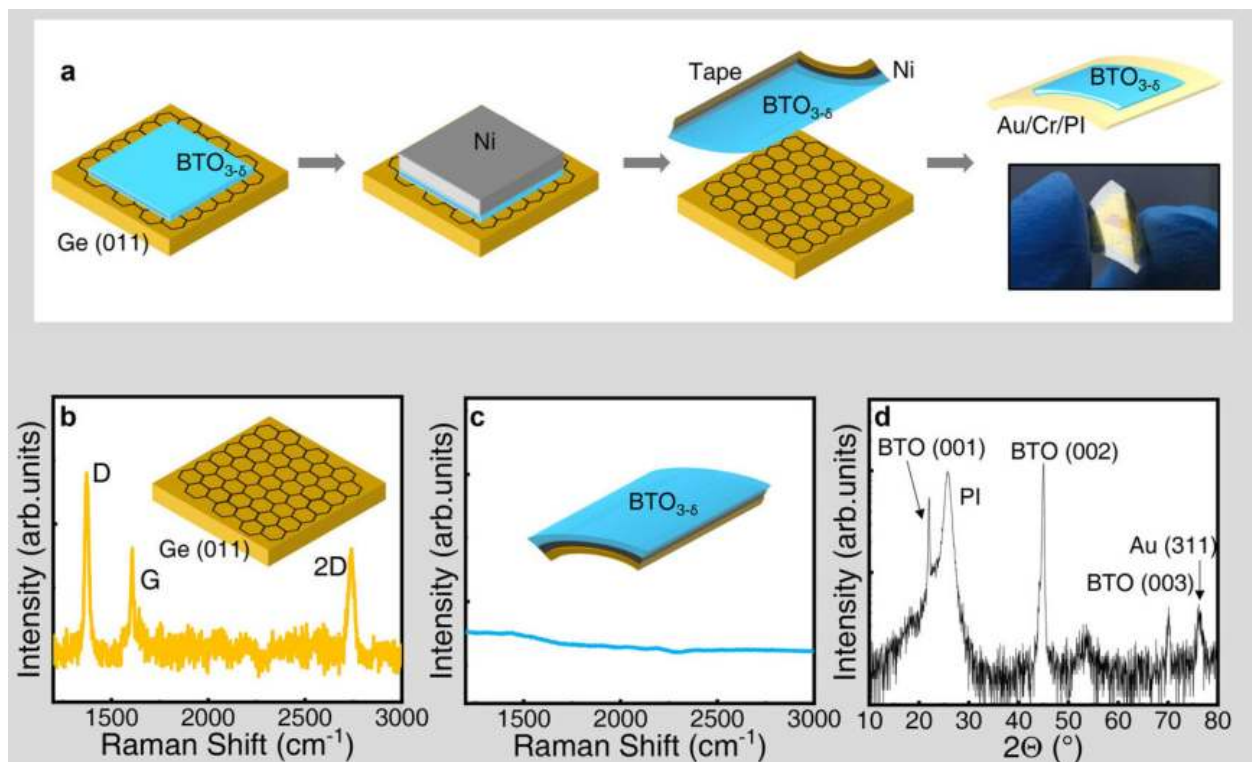 a
BTO3-δ
Ge (011)
Ni
Tape
Ni
BTO3-δ
BTO3-δ
Au/Cr/PI
b
D
G
2D
Ge (011)
Intensity (arb.units)
1500 2000 2500 3000
Raman Shift (cm-1)
c
BTO3-δ
Intensity (arb.units)
1500 2000 2500 3000
Raman Shift (cm-1)
d
BTO (001)
BTO (002)
PI
Au (311)
BTO (003)
Intensity (arb.units)
10 20 30 40 50 60 70 80
2Θ (°)